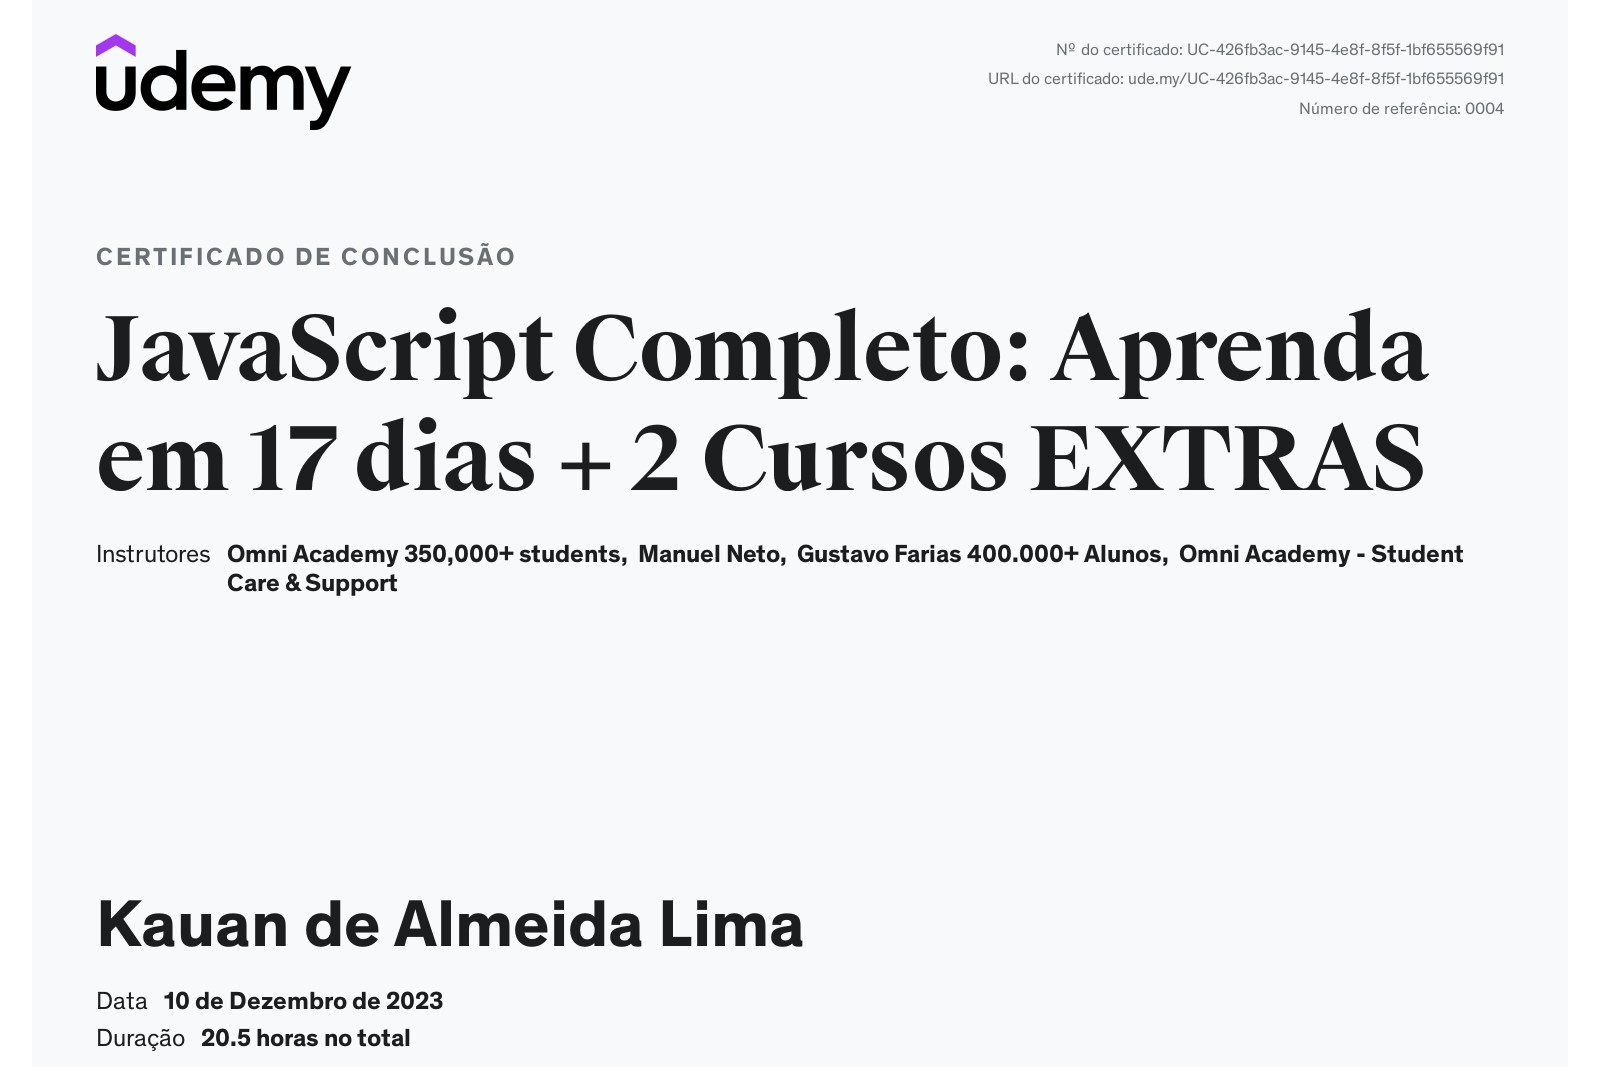 udemy
Nº do certificado: UC-426fb3ac-9145-4e8f-8f5f-1bf655569f91
URL do certificado: ude.my/UC-426fb3ac-9145-4e8f-8f5f-1bf655569f91
Número de referência: 0004
CERTIFICADO DE CONCLUSÃO
JavaScript Completo: Aprenda
em 17 dias + 2 Cursos EXTRAS
Instrutores Omni Academy 350,000+ students, Manuel Neto, Gustavo Farias 400.000+ Alunos, Omni Academy - Student
Care & Support
Kauan de Almeida Lima
Data 10 de Dezembro de 2023
Duração 20.5 horas no total